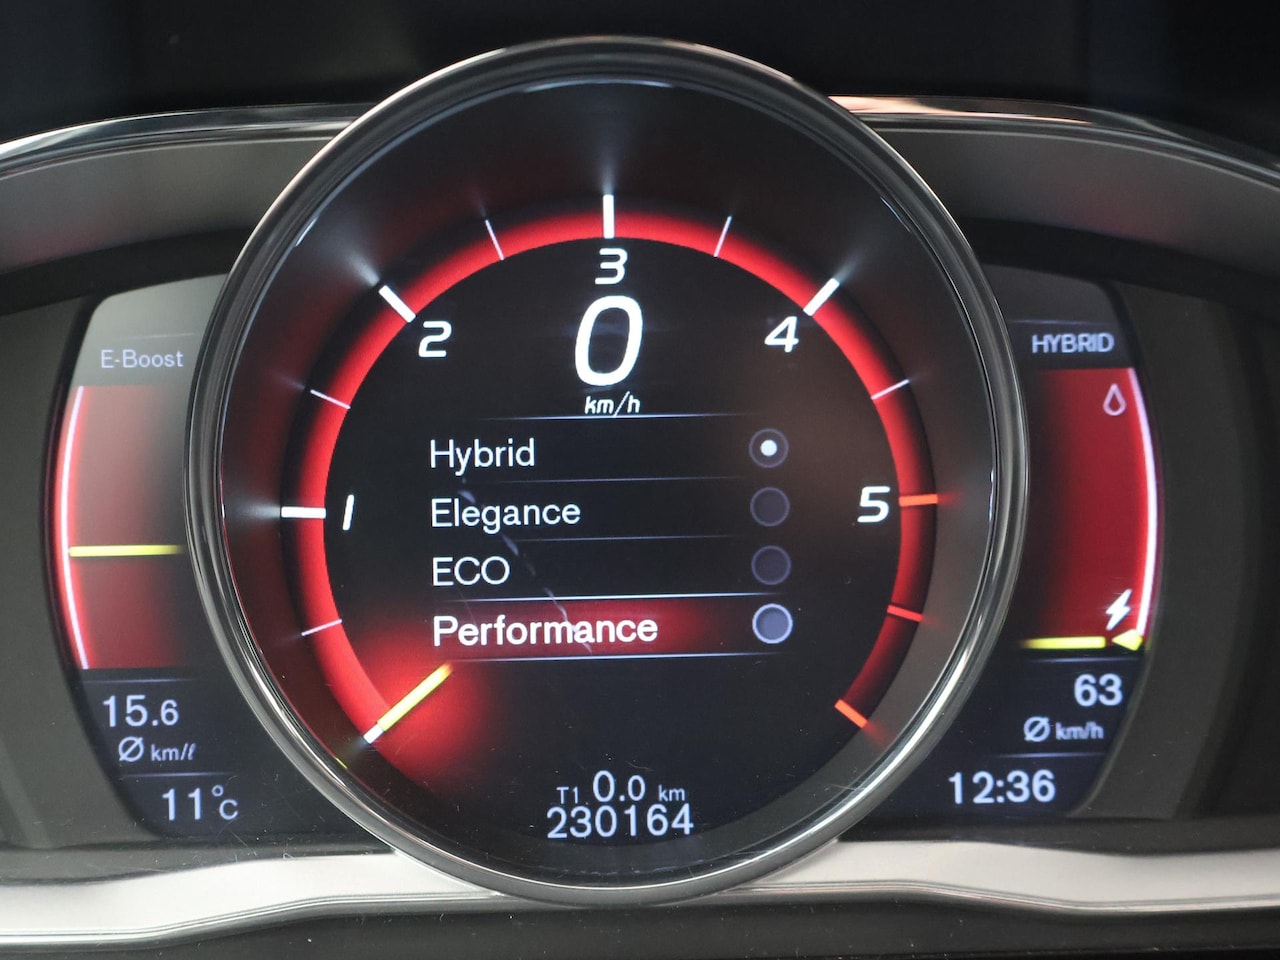 E-Boost
15.6
Ø km/ℓ
11°C
1
2
3
4
5
0
km/h
Hybrid
Elegance
ECO
Performance
T1 0.0 km
230164
HYBRID
63
Ø km/h
12:36